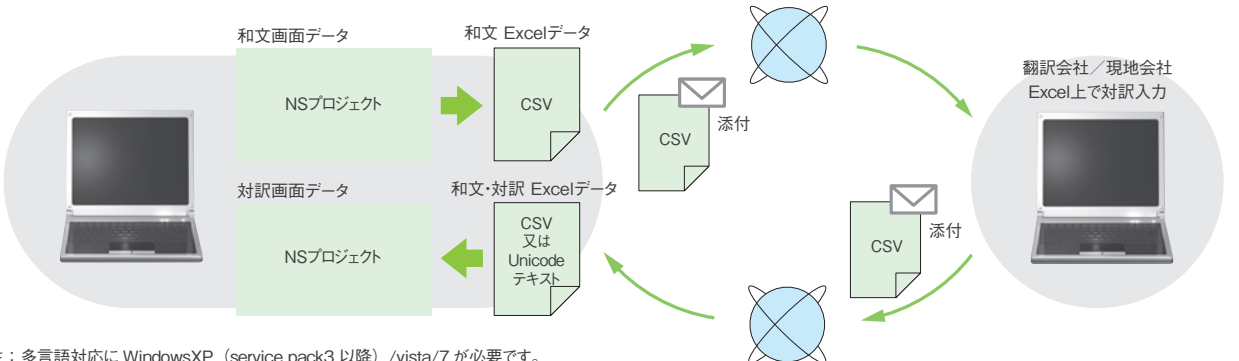 和文画面データ
NSプロジェクト
和文 Excelデータ
CSV
CSV
添付
翻訳会社／現地会社
Excel上で対訳入力
対訳画面データ
NSプロジェクト
和文・対訳 Excelデータ
CSV
又は
Unicode
テキスト
CSV
添付
：多言語対応に WindowsXP（service pack3 以降）/vista/7 が必要です。